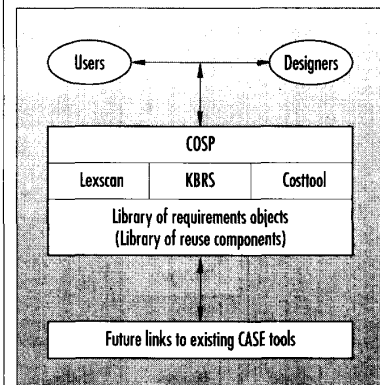 Users
Designers
COSP
Lexscan
KBRS
Costtool
Library of requirements objects
(Library of reuse components)
Future links to existing CASE tools